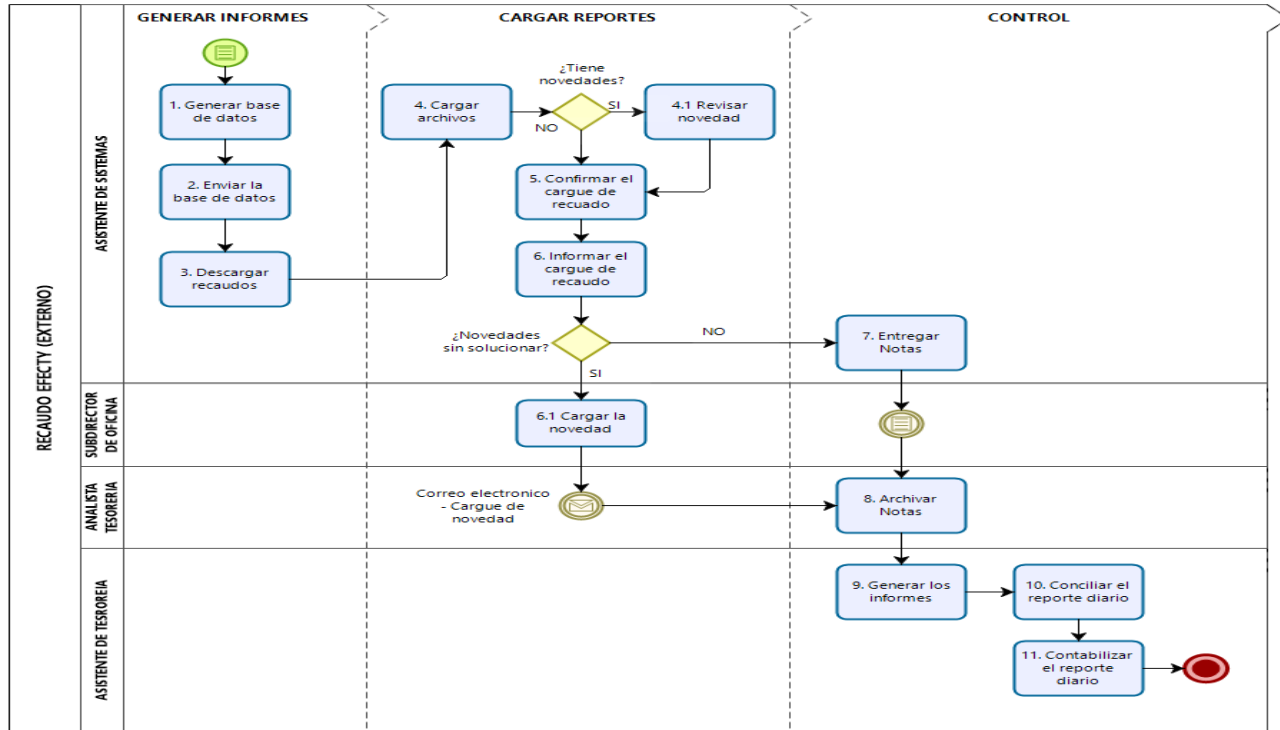 GENERAR INFORMES
CARGAR REPORTES
CONTROL
RECAUDO EFECTY (EXTERNO)
ASISTENTE DE SISTEMAS
1. Generar base
de datos
2. Enviar la
base de datos
3. Descargar
recaudos
4. Cargar
archivos
¿Tiene
novedades?
SI
NO
4.1 Revisar
novedad
5. Confirmar el
cargue de
recuado
6. Informar el
cargue de
recaudo
¿Novedades
sin solucionar?
NO
SI
7. Entregar
Notas
SUBDIRECTOR
DE OFICINA
6.1 Cargar la
novedad
ANALISTA
TESORERIA
Correo electronico
- Cargue de
novedad
8. Archivar
Notas
ASISTENTE DE TESROREIA
9. Generar los
informes
10. Conciliar el
reporte diario
11. Contabilizar
el reporte
diario